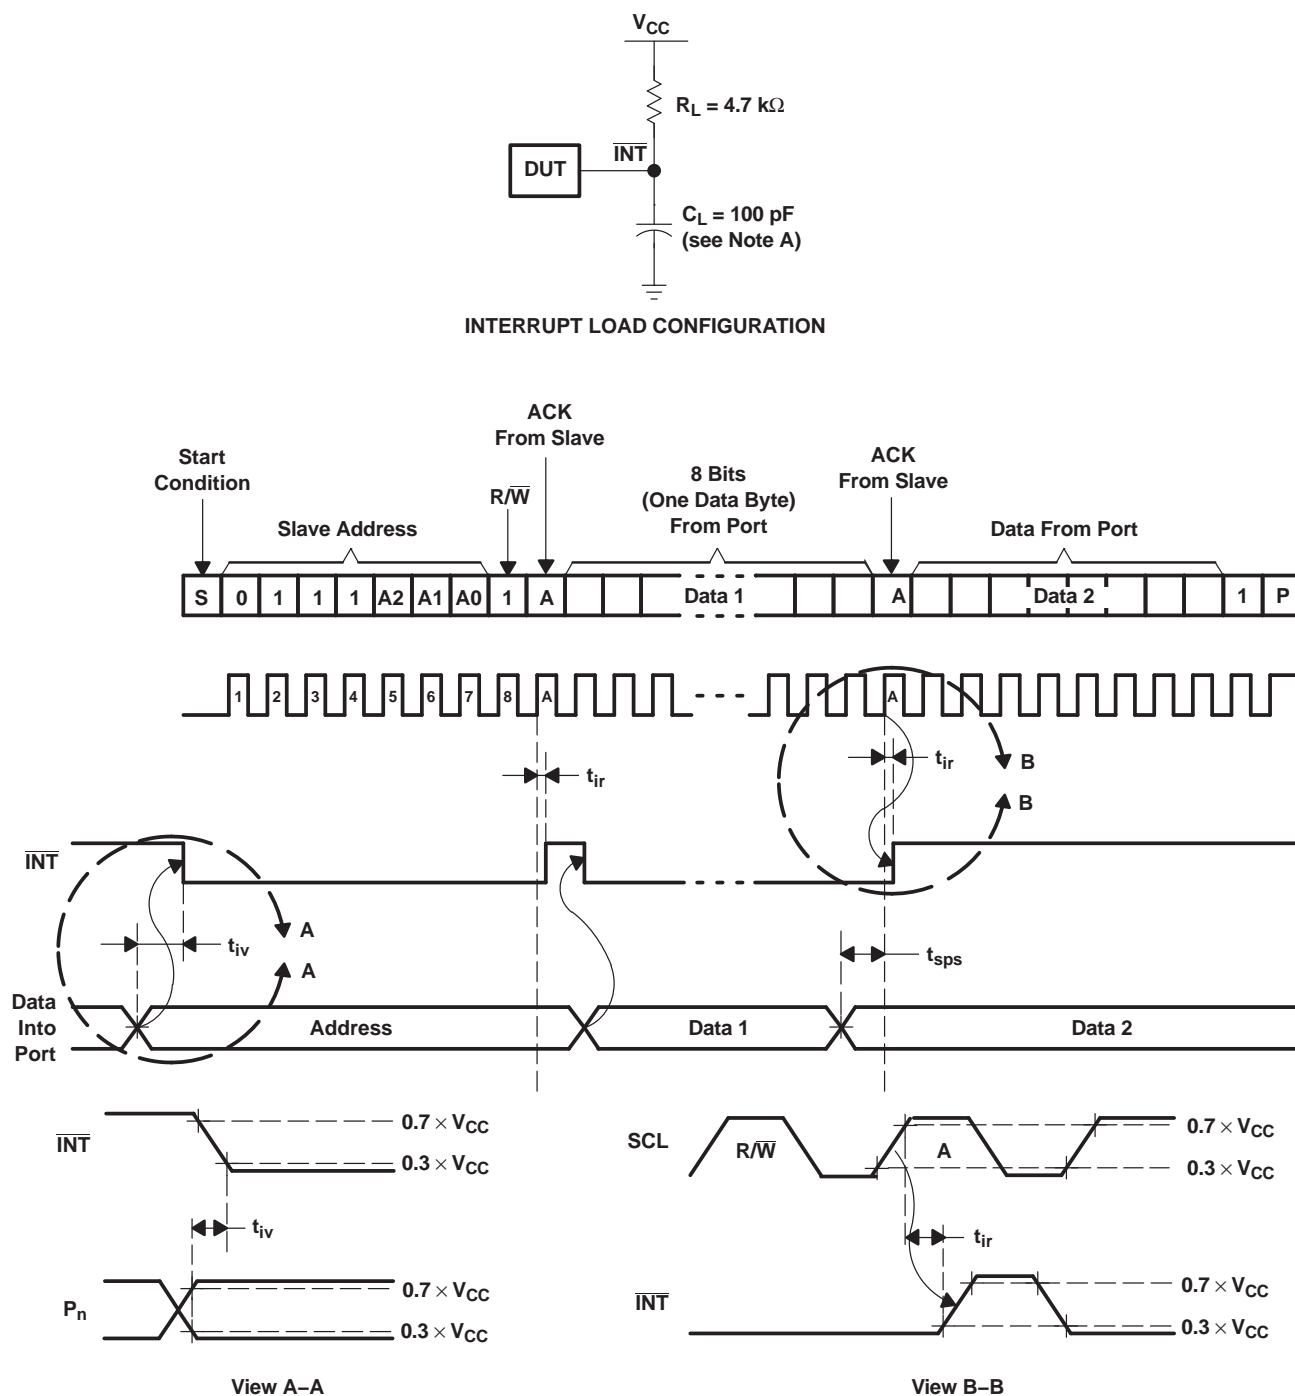 VCC
RL = 4.7 kΩ
INT
DUT
CL = 100 pF
(see Note A)
INTERRUPT LOAD CONFIGURATION
Start
Condition
Slave Address
R/W
ACK
From Slave
8 Bits
(One Data Byte)
From Port
ACK
From Slave
Data From Port
S 0 1 1 1 A2 A1 A0 1 A Data 1 A Data 2 1 P
1 2 3 4 5 6 7 8 A A
tir
tir
B
B
INT
A
A
tiv
tsps
Data
Into
Port
Address
Data 1
Data 2
INT
0.7 × VCC
0.3 × VCC
tiv
Pn
0.7 × VCC
0.3 × VCC
View A–A
SCL
R/W
A
0.7 × VCC
0.3 × VCC
tir
INT
0.7 × VCC
0.3 × VCC
View B–B